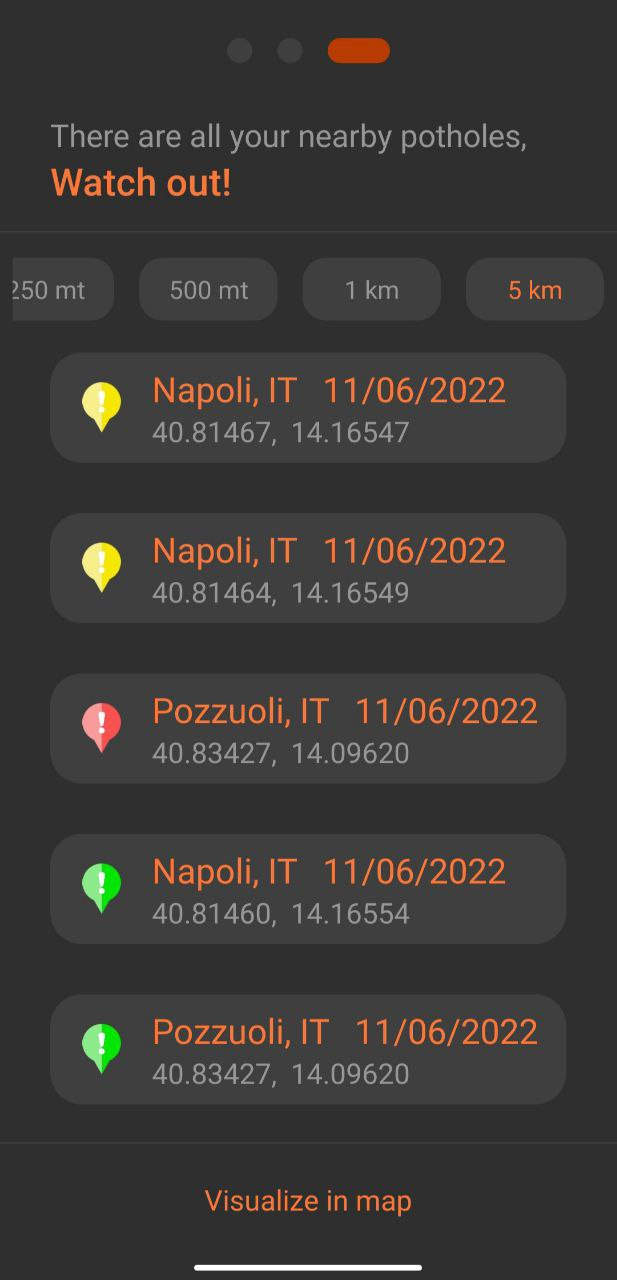 There are all your nearby potholes,
Watch out!
250 mt 500 mt 1 km 5 km
Napoli, IT 11/06/2022
40.81467, 14.16547
Napoli, IT 11/06/2022
40.81464, 14.16549
Pozzuoli, IT 11/06/2022
40.83427, 14.09620
Napoli, IT 11/06/2022
40.81460, 14.16554
Pozzuoli, IT 11/06/2022
40.83427, 14.09620
Visualize in map